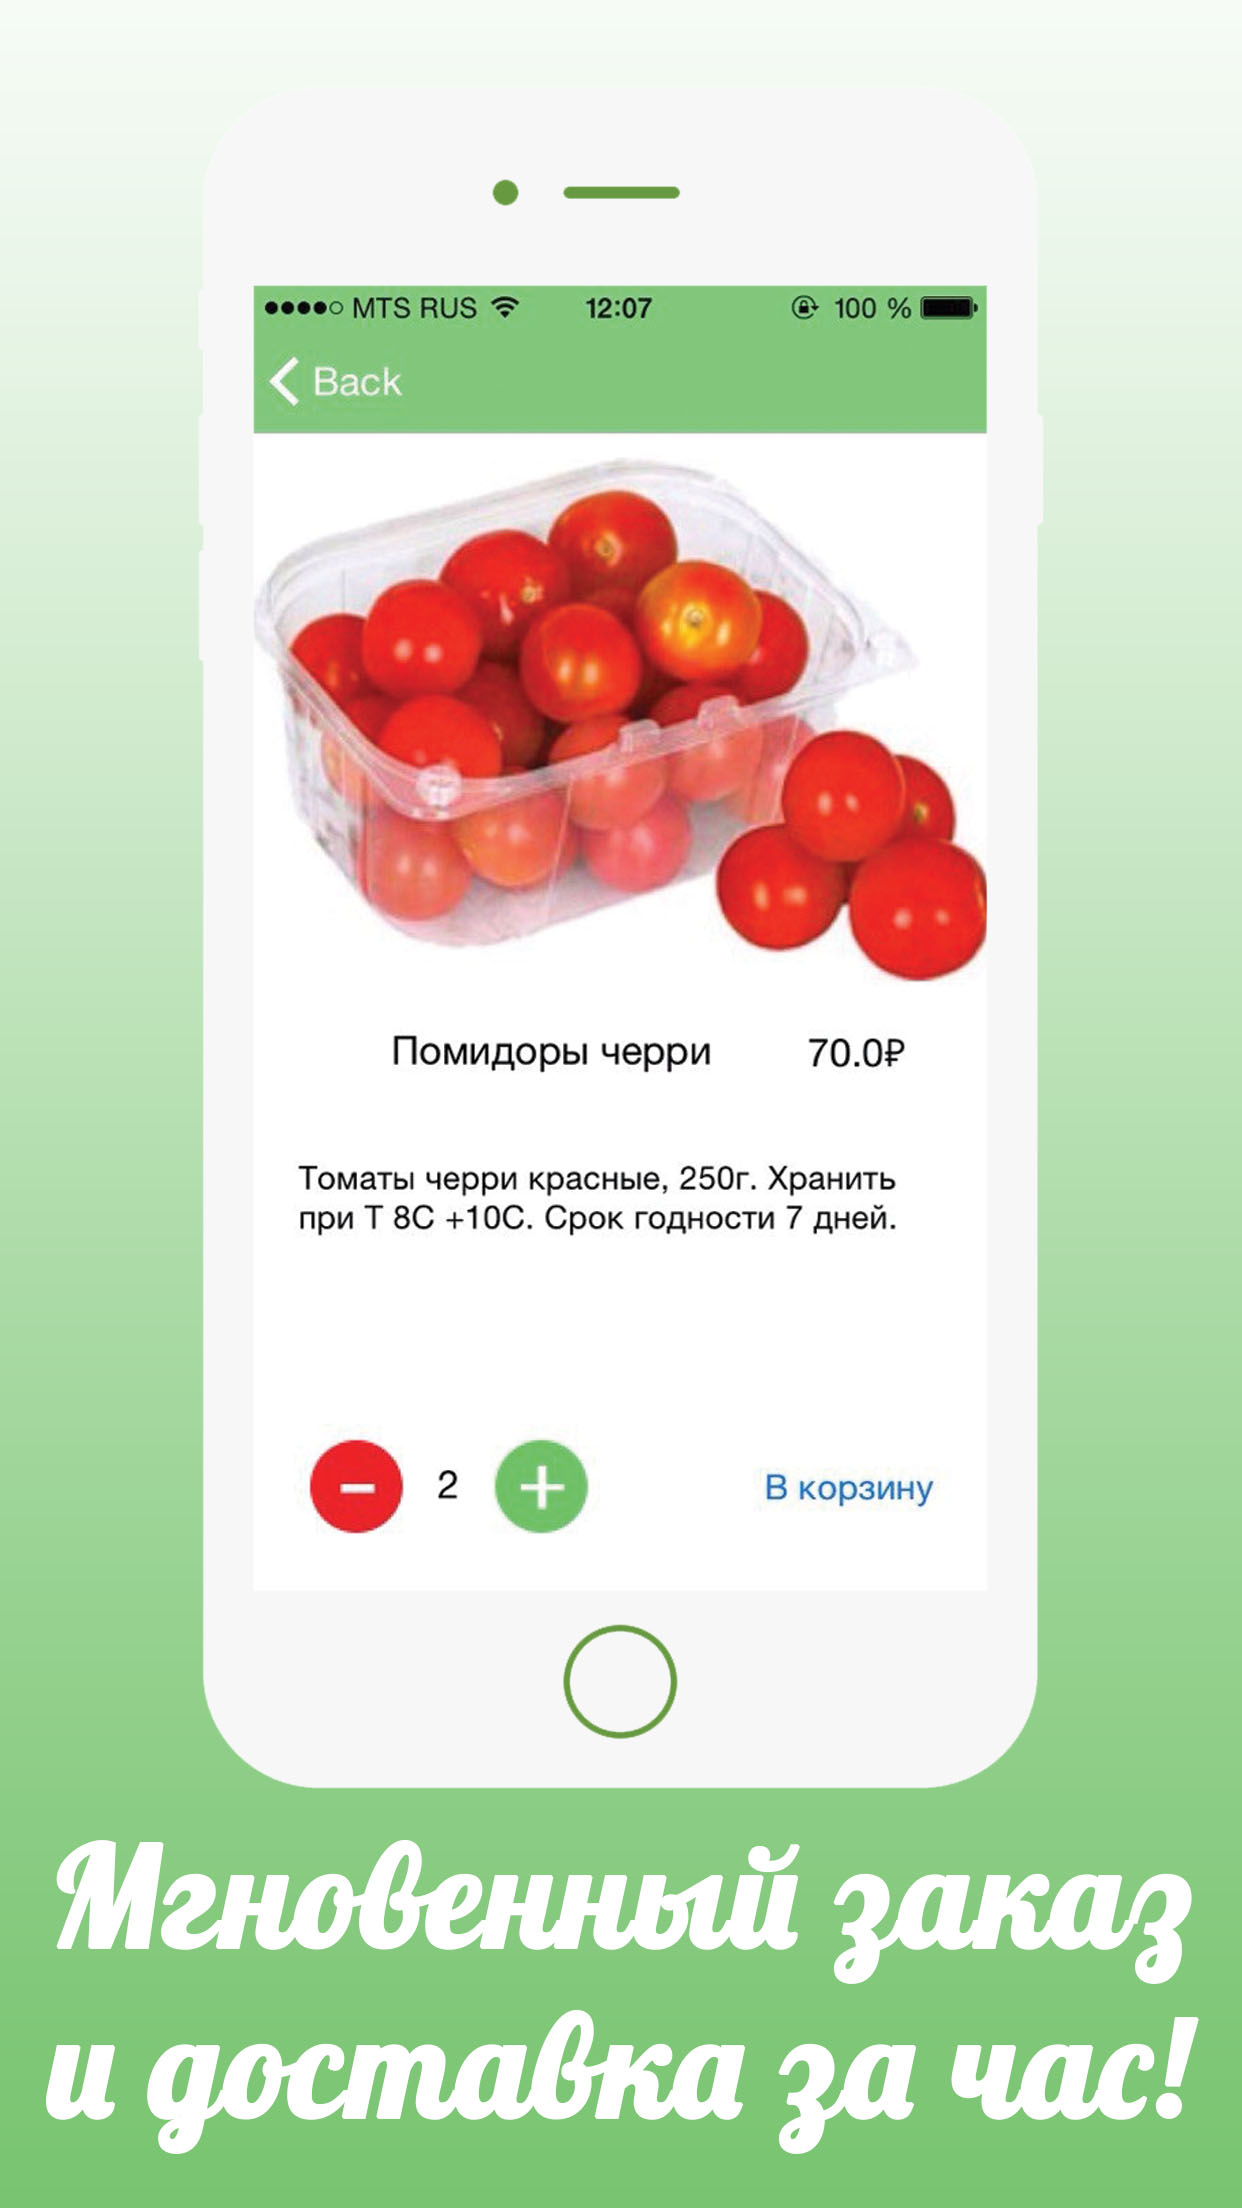 MTS RUS 12:07 100 %
Back
Помидоры черри 70.0₽
Томаты черри красные, 250г. Хранить
при Т 8С +10С. Срок годности 7 дней.
2 В корзину
Мгновенный заказ
и доставка за час!